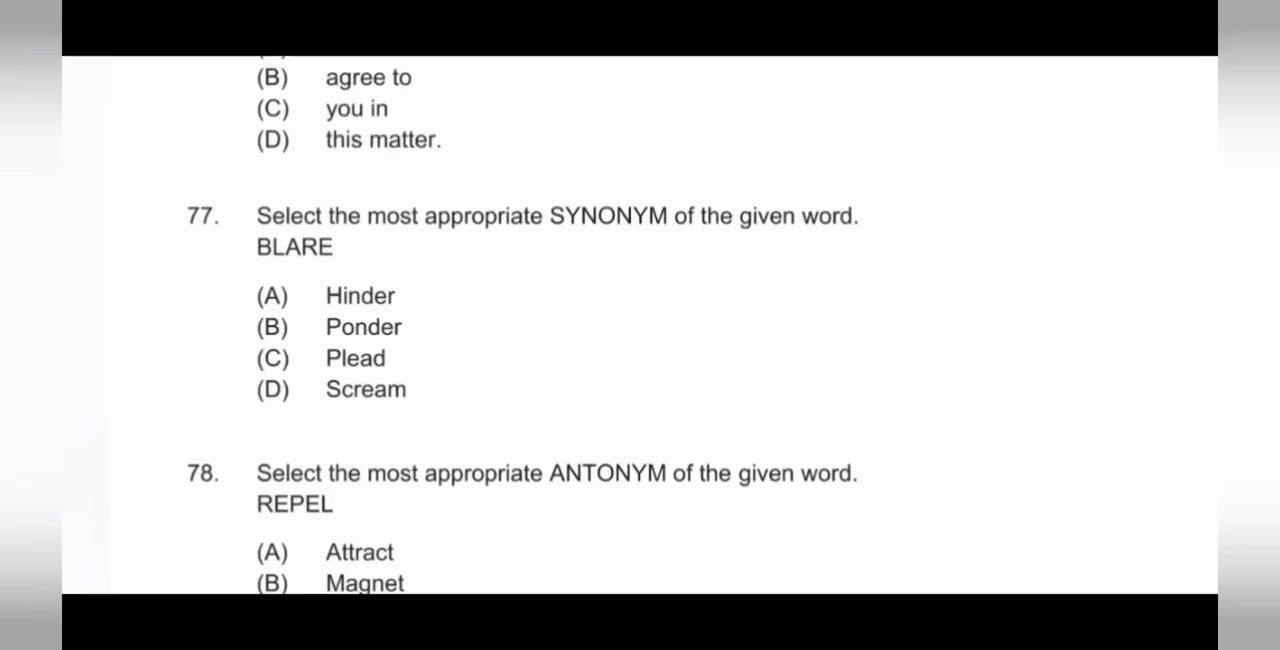 (B) agree to
(C) you in
(D) this matter.
77. Select the most appropriate SYNONYM of the given word.
BLARE
(A) Hinder
(B) Ponder
(C) Plead
(D) Scream
78. Select the most appropriate ANTONYM of the given word.
REPEL
(A) Attract
(B) Magnet